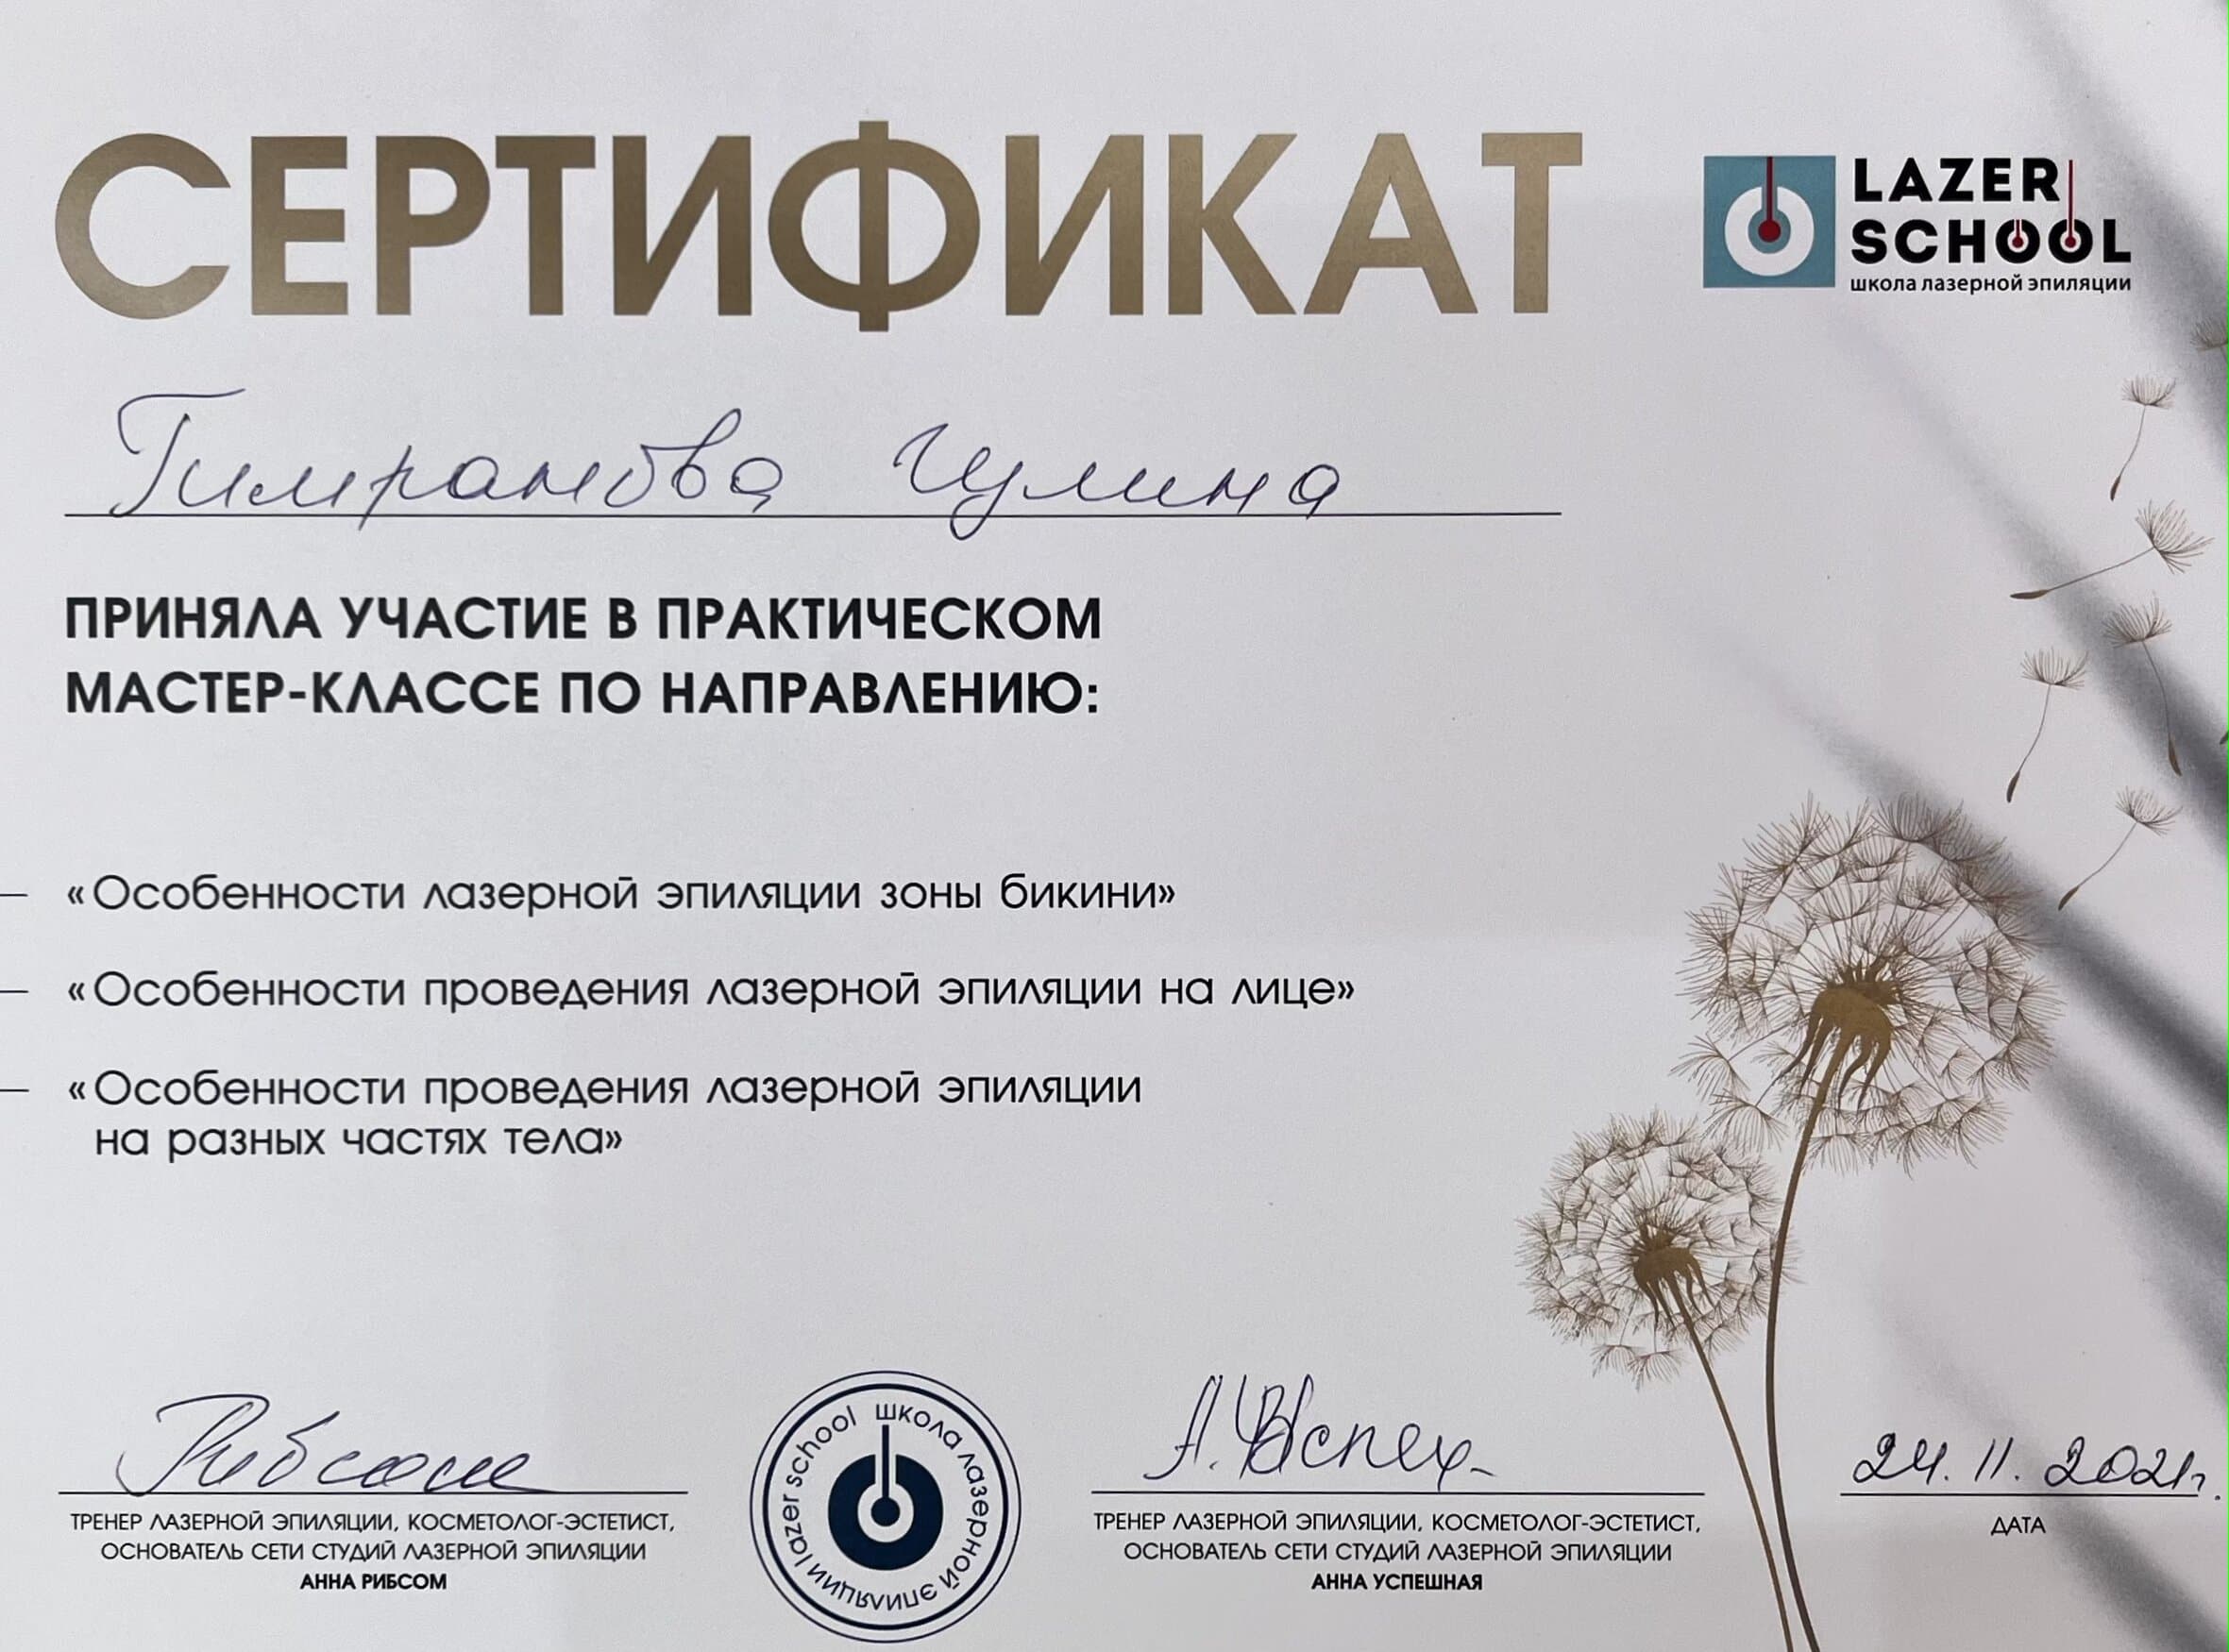 СЕРТИФИКАТ
LAZER
SCHOOL
школа лазерной эпиляции
Гимранова Гулина
ПРИНЯЛА УЧАСТИЕ В ПРАКТИЧЕСКОМ
МАСТЕР-КЛАССЕ ПО НАПРАВЛЕНИЮ:
— «Особенности лазерной эпиляции зоны бикини»
— «Особенности проведения лазерной эпиляции на лице»
— «Особенности проведения лазерной эпиляции
на разных частях тела»
Рибсом
ТРЕНЕР ЛАЗЕРНОЙ ЭПИЛЯЦИИ, КОСМЕТОЛОГ-ЭСТЕТИСТ,
ОСНОВАТЕЛЬ СЕТИ СТУДИЙ ЛАЗЕРНОЙ ЭПИЛЯЦИИ
АННА РИБСОМ
школа лазерной эпиляции lazer school
А. Успех
ТРЕНЕР ЛАЗЕРНОЙ ЭПИЛЯЦИИ, КОСМЕТОЛОГ-ЭСТЕТИСТ,
ОСНОВАТЕЛЬ СЕТИ СТУДИЙ ЛАЗЕРНОЙ ЭПИЛЯЦИИ
АННА УСПЕШНАЯ
24.11.2021г.
ДАТА